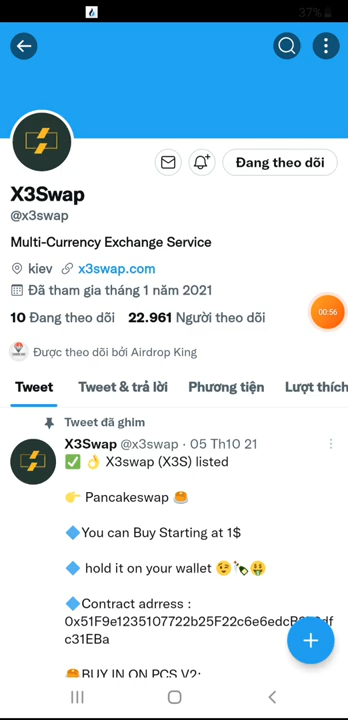 37%
Đang theo dõi
X3Swap
@x3swap
Multi-Currency Exchange Service
kiev x3swap.com
Đã tham gia tháng 1 năm 2021
10 Đang theo dõi 22.961 Người theo dõi
00:56
Được theo dõi bởi Airdrop King
Tweet Tweet & trả lời Phương tiện Lượt thích
Tweet đã ghim
X3Swap @x3swap · 05 Th10 21
✅ 👌 X3swap (X3S) listed
👉 Pancakeswap 🥞
🔷You can Buy Starting at 1$
🔷 hold it on your wallet 😉🍾🤑
🔷Contract adrress :
c31EBa
🥞BUY IN ON PCS V2: